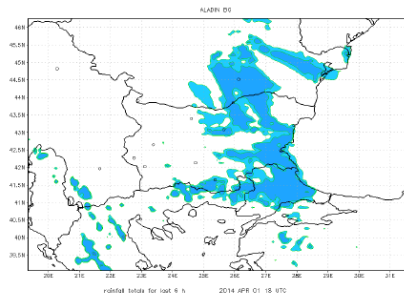 ALADIN BG
46.2N
45.5N
45N
44.5N
44N
43.5N
43N
42.5N
42N
41.5N
41N
40.5N
40N
39.5N
20E 21E 22E 23E 24E 25E 26E 27E 28E 29E 30E 31E
rainfall totals for last 6 h 2014 APR 01 18 UTC